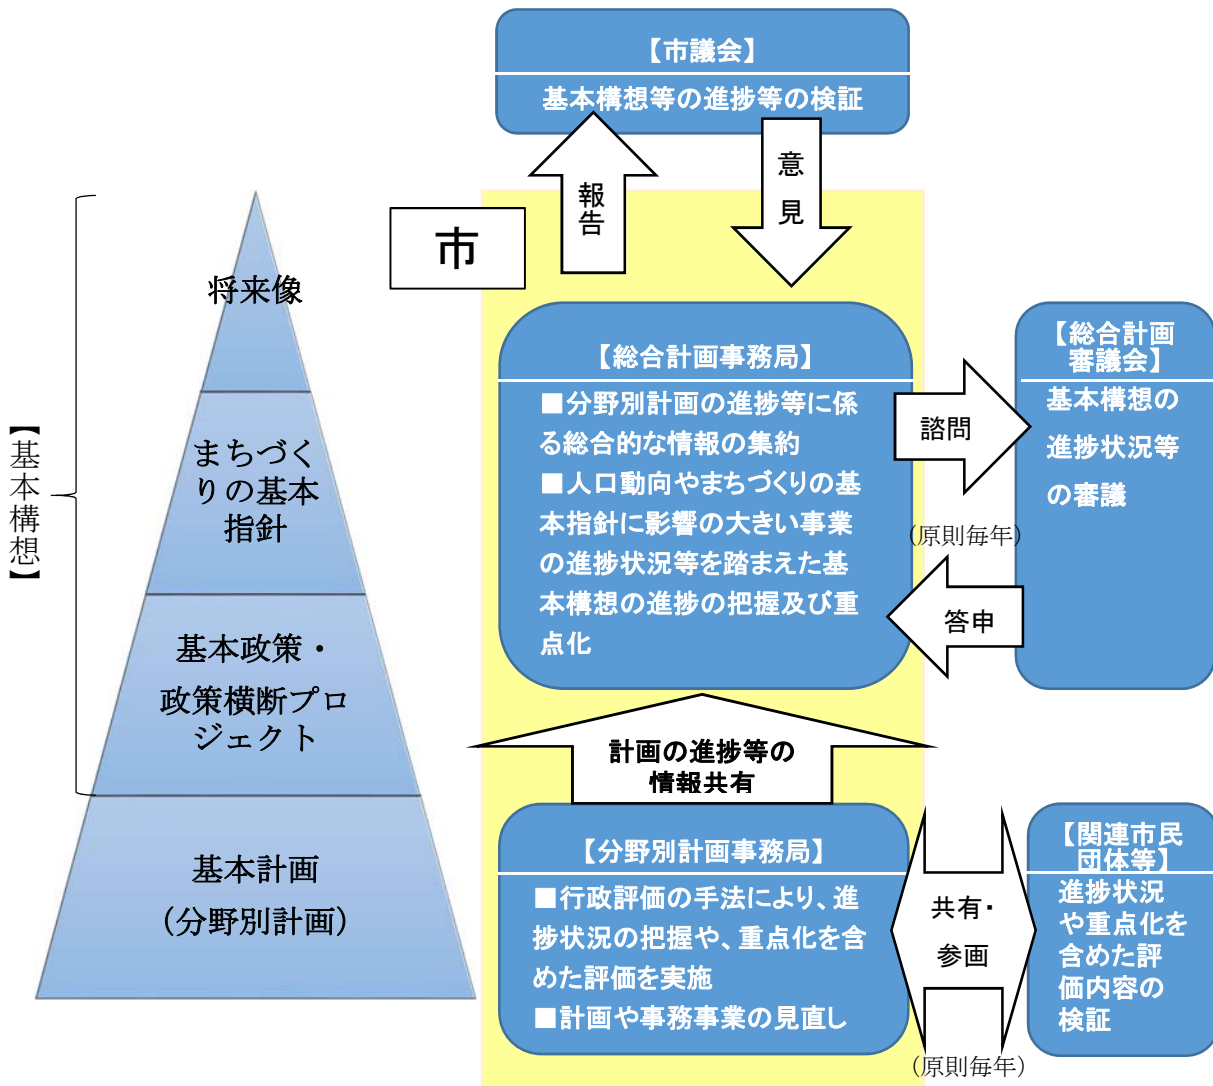 【市議会】
基本構想等の進捗等の検証
報告
意見
市
【基本構想】
将来像
まちづく
りの基本
指針
基本政策・
政策横断プロ
ジェクト
基本計画
(分野別計画)
【総合計画事務局】
■分野別計画の進捗等に係
る総合的な情報の集約
■人口動向やまちづくりの基
本指針に影響の大きい事業
の進捗状況等を踏まえた基
本構想の進捗の把握及び重
点化
諮問
(原則毎年)
答申
【総合計画
審議会】
基本構想の
進捗状況等
の審議
計画の進捗等の
情報共有
【分野別計画事務局】
■行政評価の手法により、進
捗状況の把握や、重点化を含
めた評価を実施
■計画や事務事業の見直し
共有・
参画
(原則毎年)
【関連市民
団体等】
進捗状況
や重点化を
含めた評
価内容の
検証